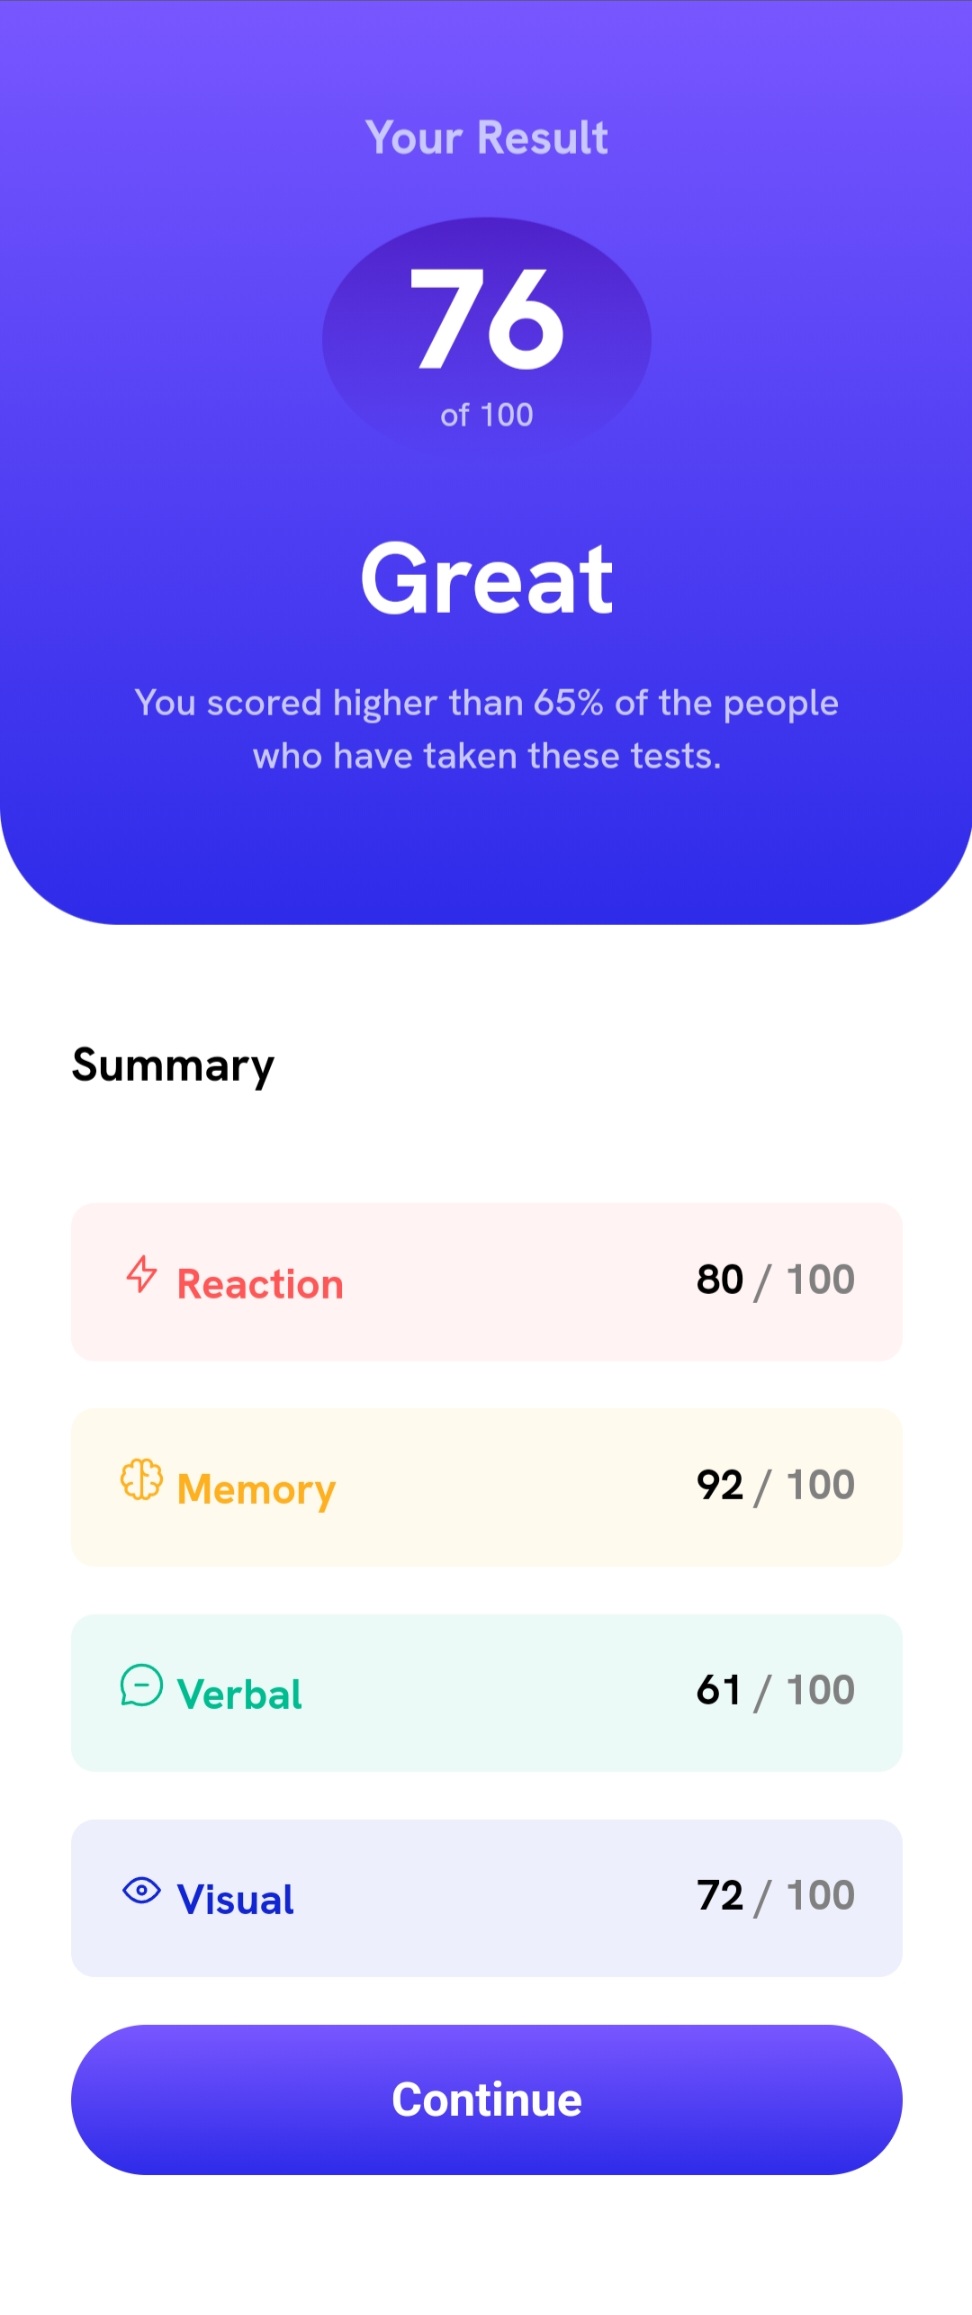 Your Result
76
of 100
Great
You scored higher than 65% of the people
who have taken these tests.
Summary
Reaction 80 / 100
Memory 92 / 100
Verbal 61 / 100
Visual 72 / 100
Continue